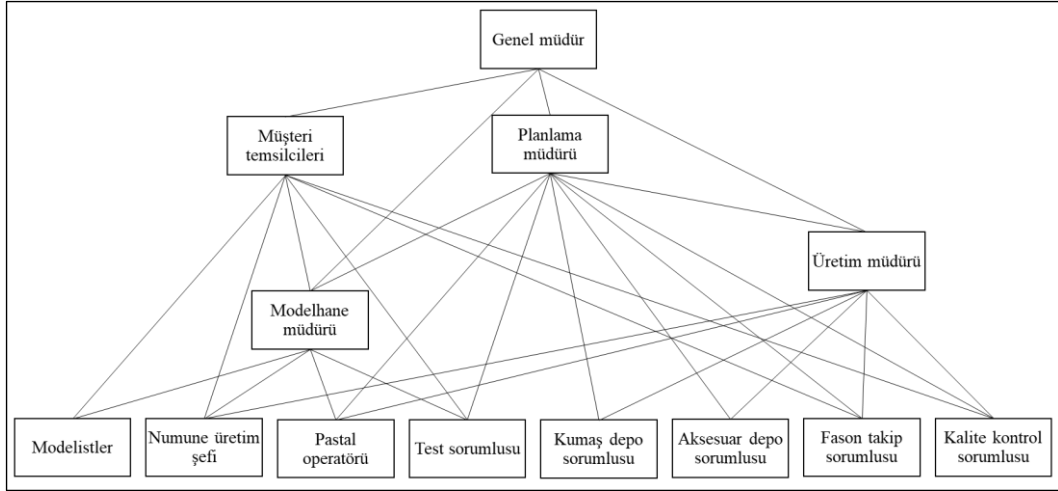 Genel müdür
Müşteri
temsilcileri
Planlama
müdürü
Üretim müdürü
Modelhane
müdürü
Modelistler
Numune üretim
şefi
Pastal
operatörü
Test sorumlusu
Kumaş depo
sorumlusu
Aksesuar depo
sorumlusu
Fason takip
sorumlusu
Kalite kontrol
sorumlusu